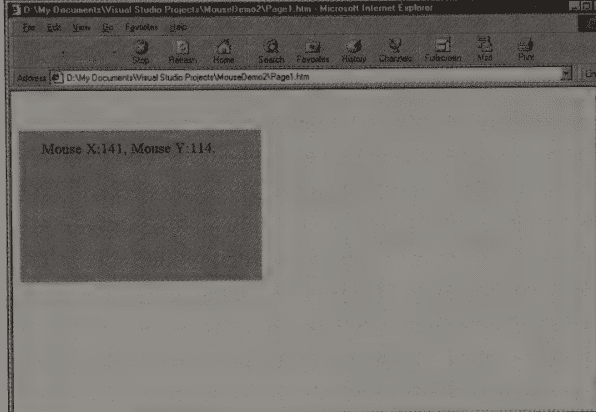 D:\My Documents\Visual Studio Projects\MouseDemo2\Page1.htm - Microsoft Internet Explorer
File Edit View Go Favorites Help
Stop Refresh Home Search Favorites History Channels Fullscreen Mail Print
Address D:\My Documents\Visual Studio Projects\MouseDemo2\Page1.htm
Mouse X:141, Mouse Y:114.